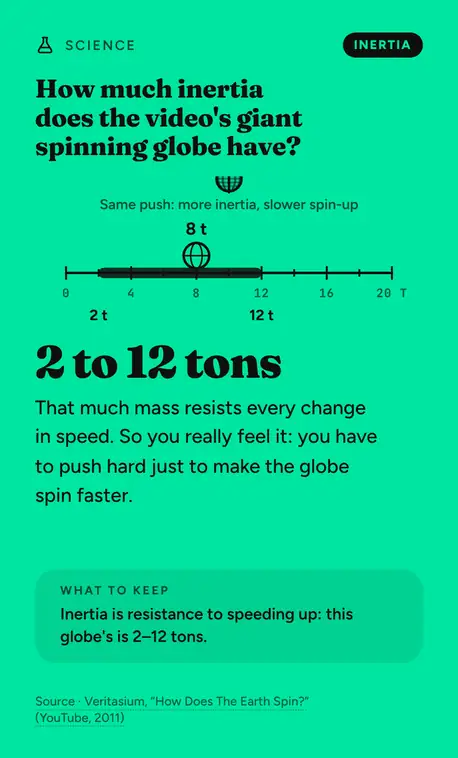 SCIENCE
INERTIA
How much inertia
does the video's giant
spinning globe have?
Same push: more inertia, slower spin-up
8 t
0 4 8 12 16 20 T
2 t 12 t
2 to 12 tons
That much mass resists every change
in speed. So you really feel it: you have
to push hard just to make the globe
spin faster.
WHAT TO KEEP
Inertia is resistance to speeding up: this
globe's is 2–12 tons.
Source · Veritasium, "How Does The Earth Spin?"
(YouTube, 2011)